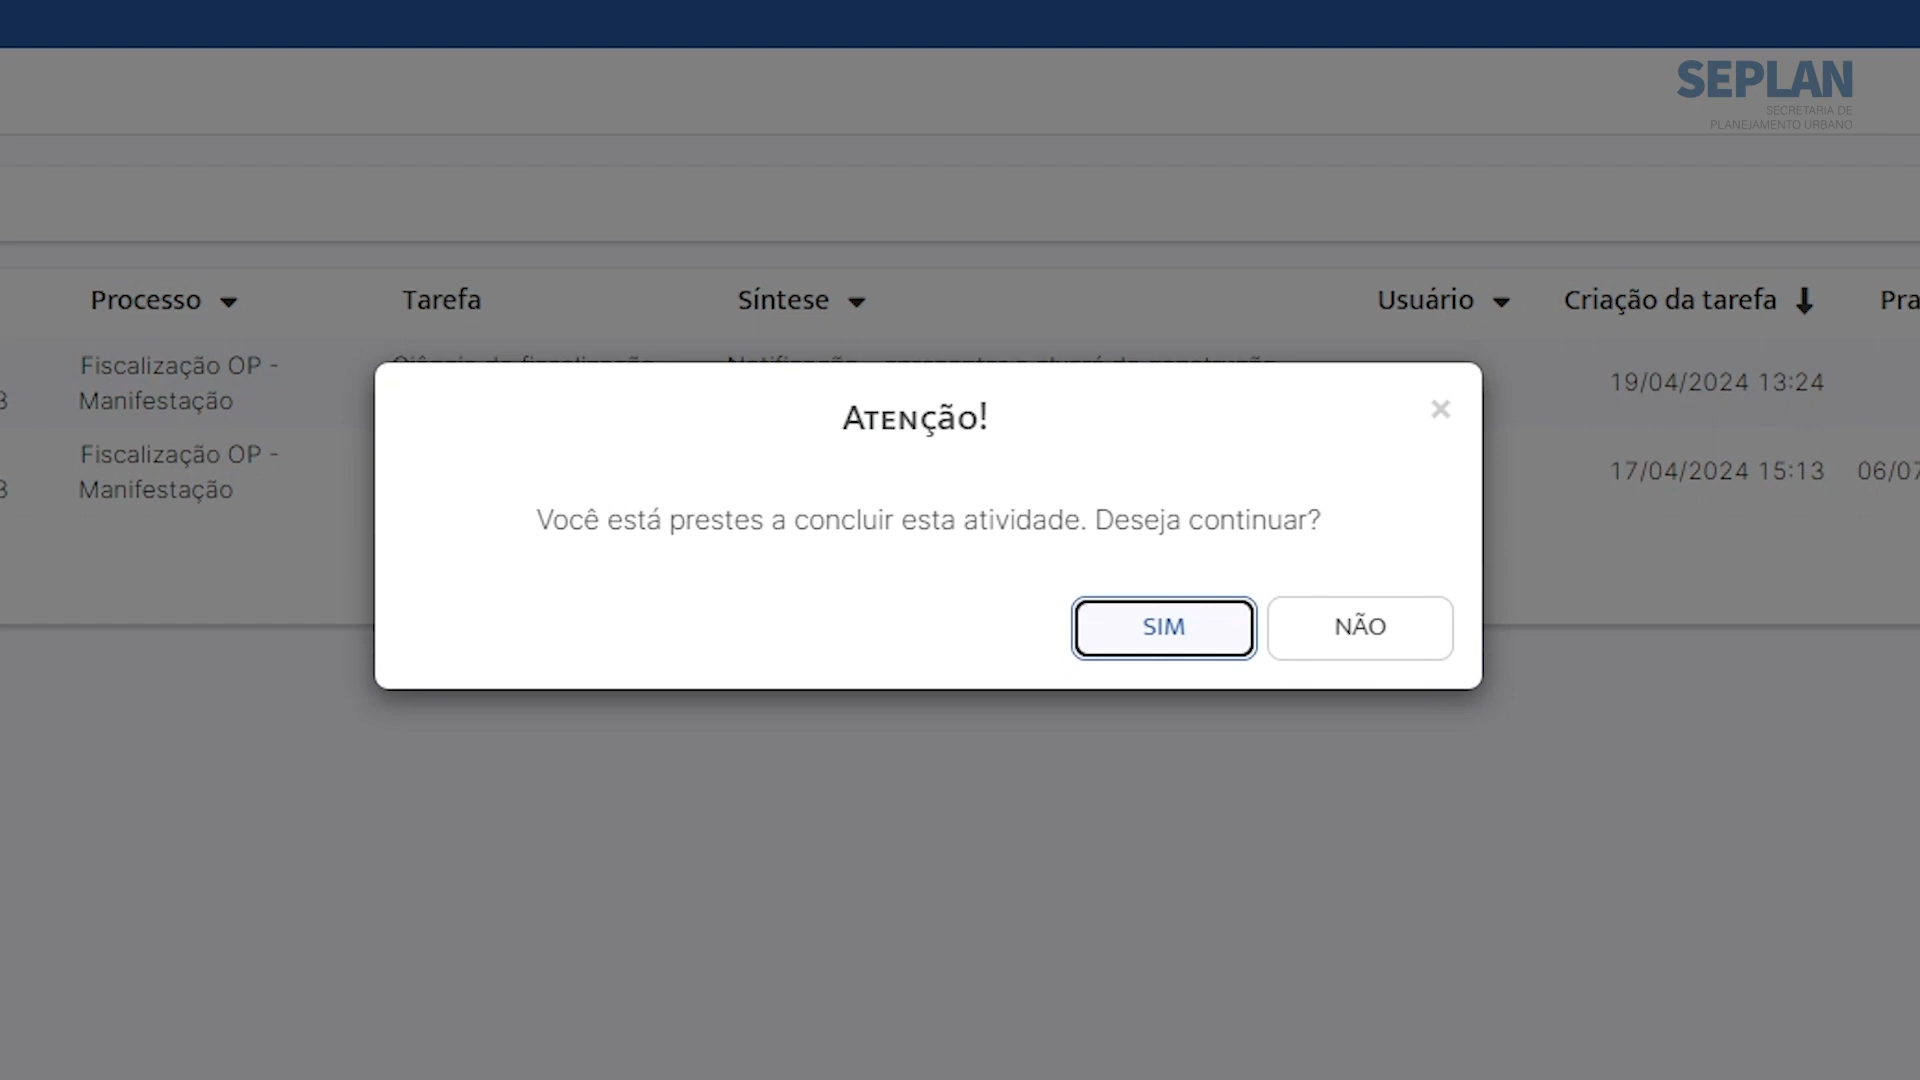 SEPLAN
SECRETARIA DE
PLANEJAMENTO URBANO
Processo Tarefa Síntese Usuário Criação da tarefa Pra
Fiscalização OP -
Manifestação
19/04/2024 13:24
Fiscalização OP -
Manifestação
17/04/2024 15:13 06/07
Atenção!
×
Você está prestes a concluir esta atividade. Deseja continuar?
SIM NÃO